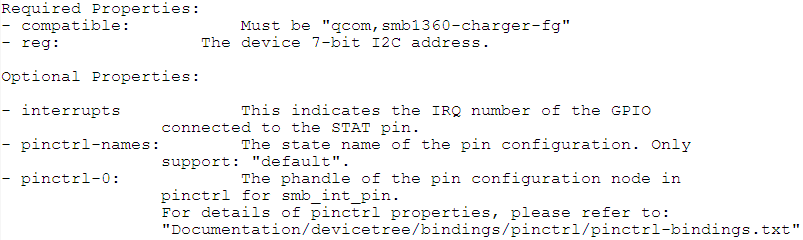 Required Properties:
- compatible: Must be "qcom,smb1360-charger-fg"
- reg: The device 7-bit I2C address.
Optional Properties:
- interrupts This indicates the IRQ number of the GPIO
connected to the STAT pin.
- pinctrl-names: The state name of the pin configuration. Only
support: "default".
- pinctrl-0: The phandle of the pin configuration node in
pinctrl for smb_int_pin.
For details of pinctrl properties, please refer to:
"Documentation/devicetree/bindings/pinctrl/pinctrl-bindings.txt"